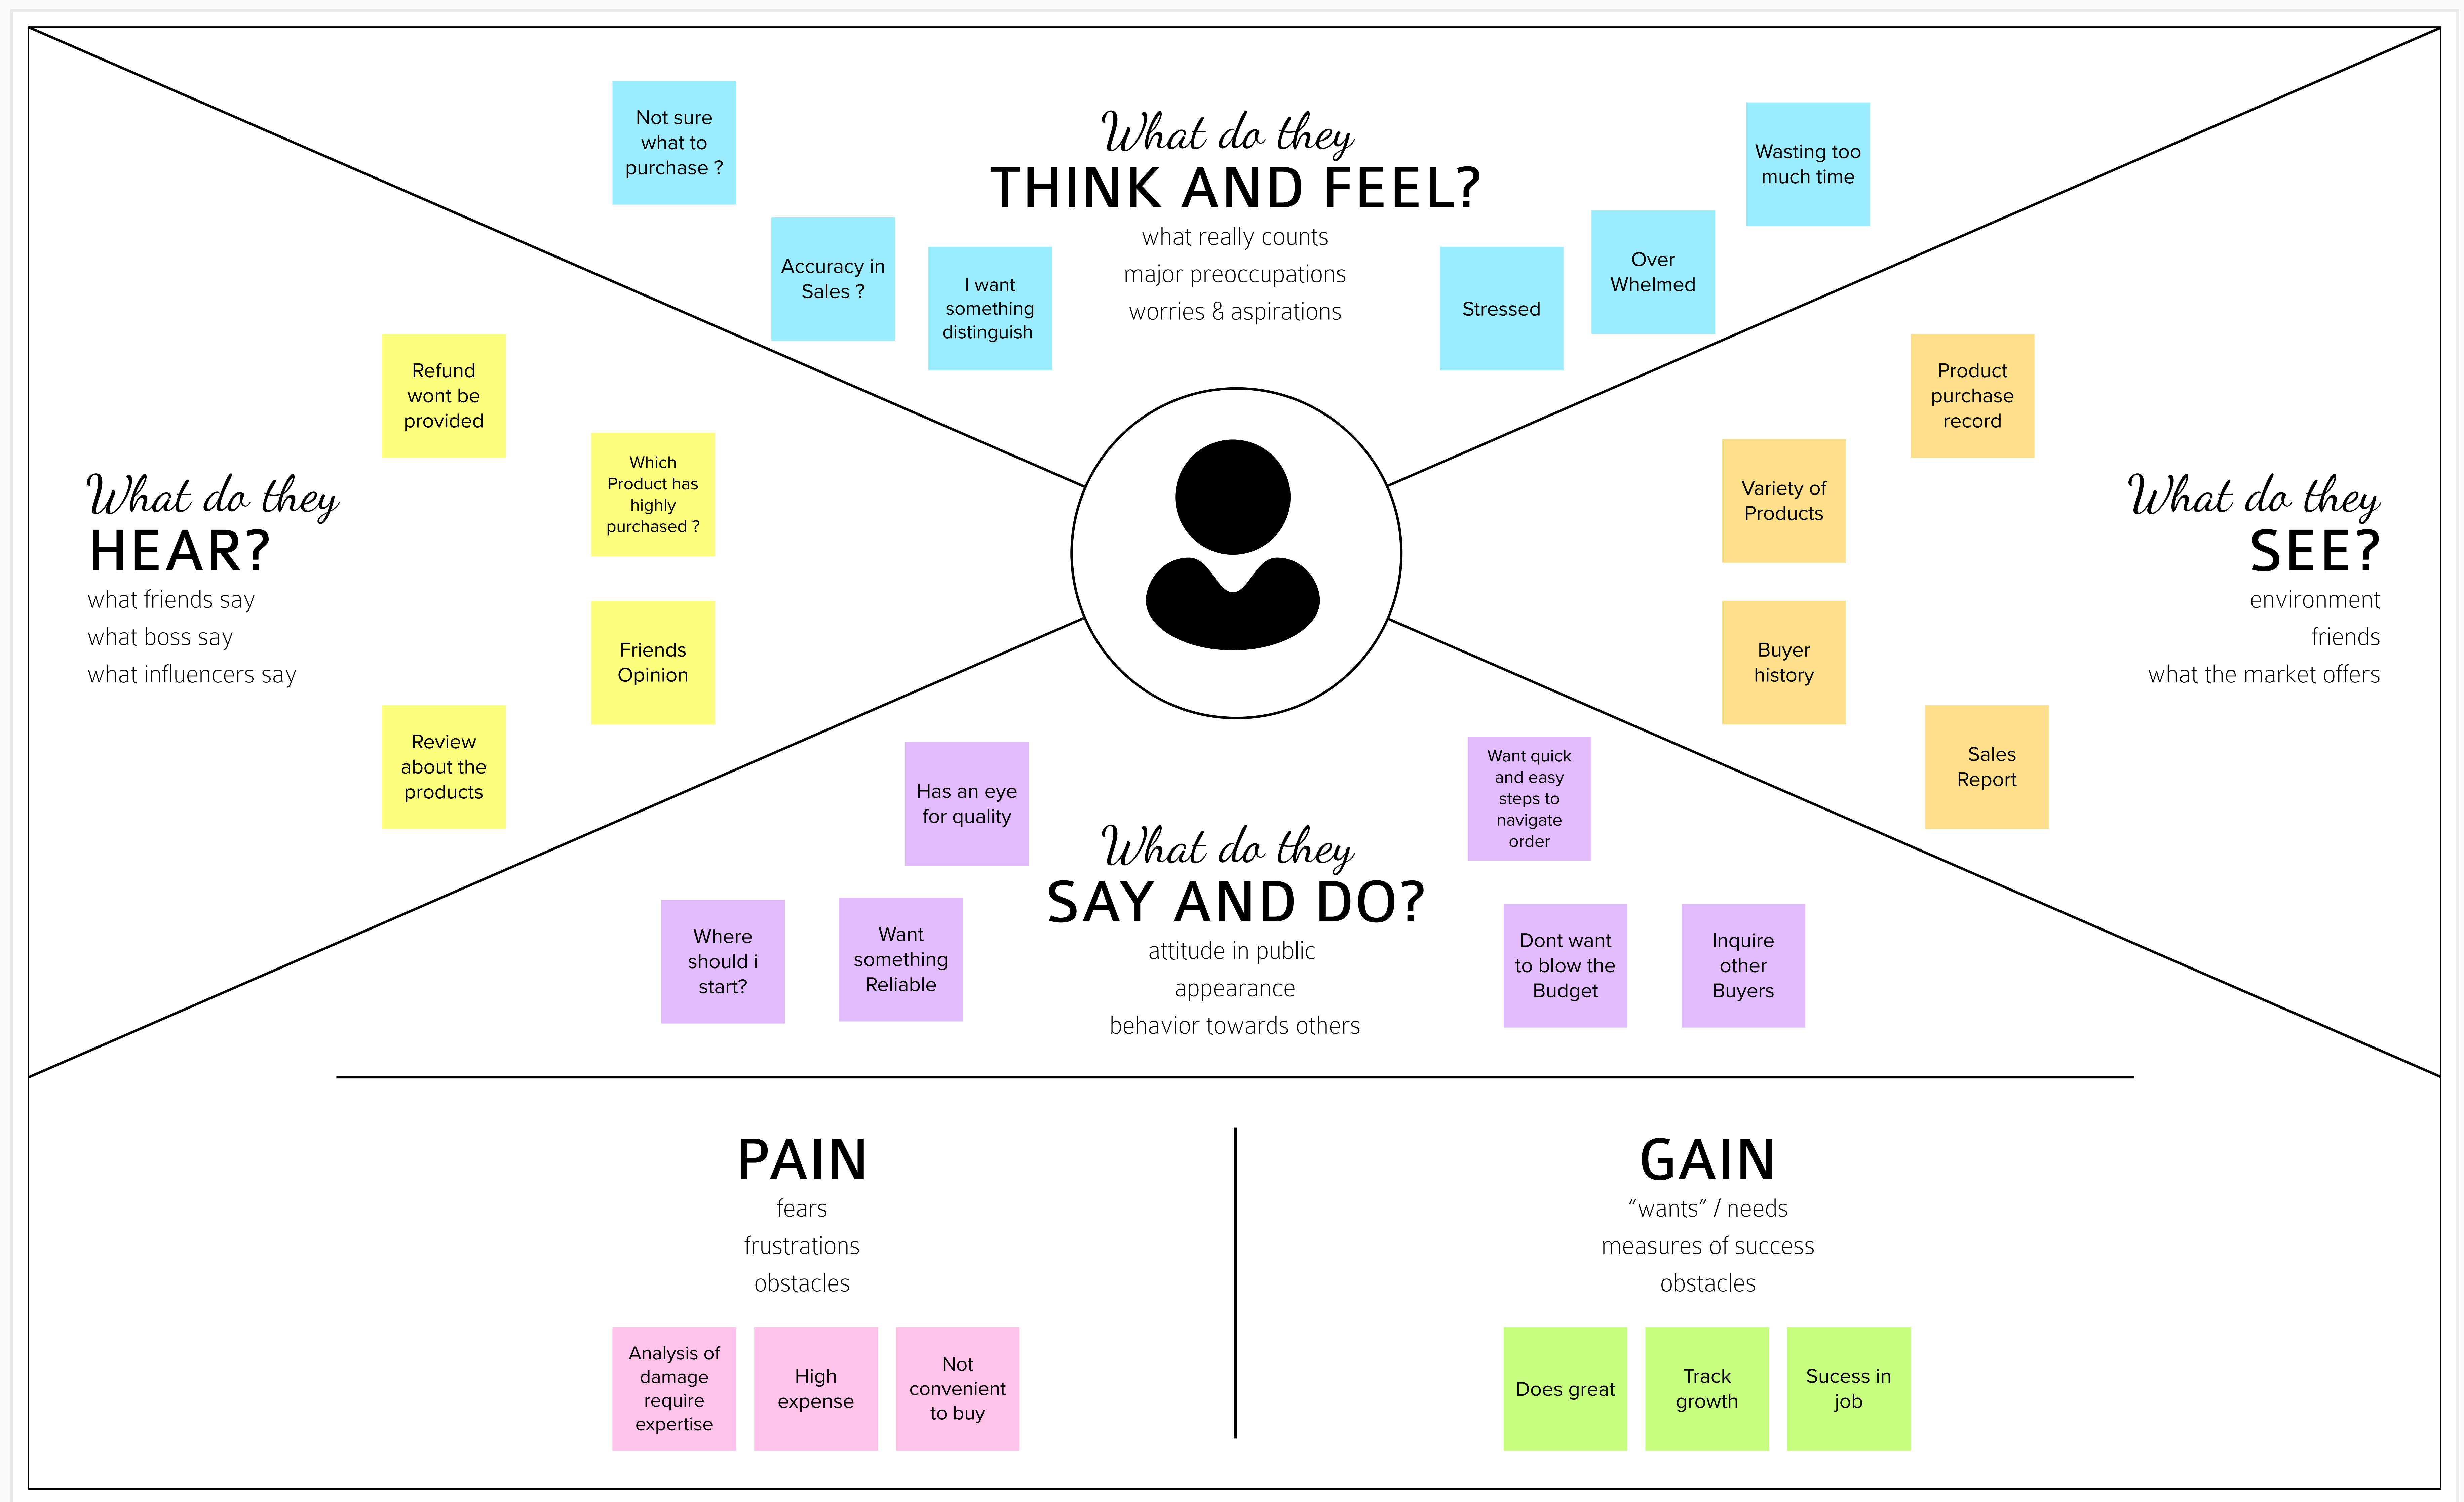 What do they
THINK AND FEEL?
what really counts
major preoccupations
worries & aspirations
Not sure
what to
purchase ?
Accuracy in
Sales ?
I want
something
distinguish
Stressed
Over
Whelmed
Wasting too
much time
What do they
HEAR?
what friends say
what boss say
what influencers say
Refund
wont be
provided
Which
Product has
highly
purchased ?
Friends
Opinion
Review
about the
products
What do they
SEE?
environment
friends
what the market offers
Product
purchase
record
Variety of
Products
Buyer
history
Sales
Report
What do they
SAY AND DO?
attitude in public
appearance
behavior towards others
Has an eye
for quality
Where
should i
start?
Want
something
Reliable
Want quick
and easy
steps to
navigate
order
Dont want
to blow the
Budget
Inquire
other
Buyers
PAIN
fears
frustrations
obstacles
Analysis of
damage
require
expertise
High
expense
Not
convenient
to buy
GAIN
“wants” / needs
measures of success
obstacles
Does great
Track
growth
Sucess in
job